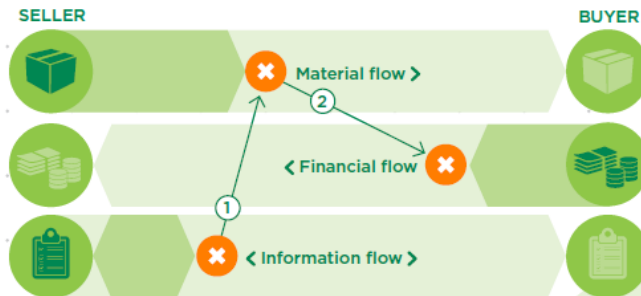 SELLER
BUYER
Material flow >
2
< Financial flow
1
< Information flow >